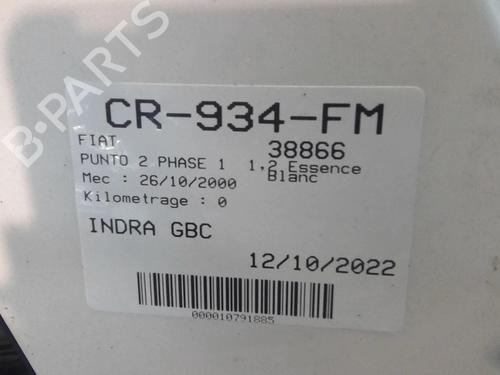 B-PARTS
CR-934-FM
FIAT 38866
PUNTO 2 PHASE 1 1,2 Essence
Mec : 26/10/2000 Blanc
Kilometrage : 0
INDRA GBC
12/10/2022
000010791885